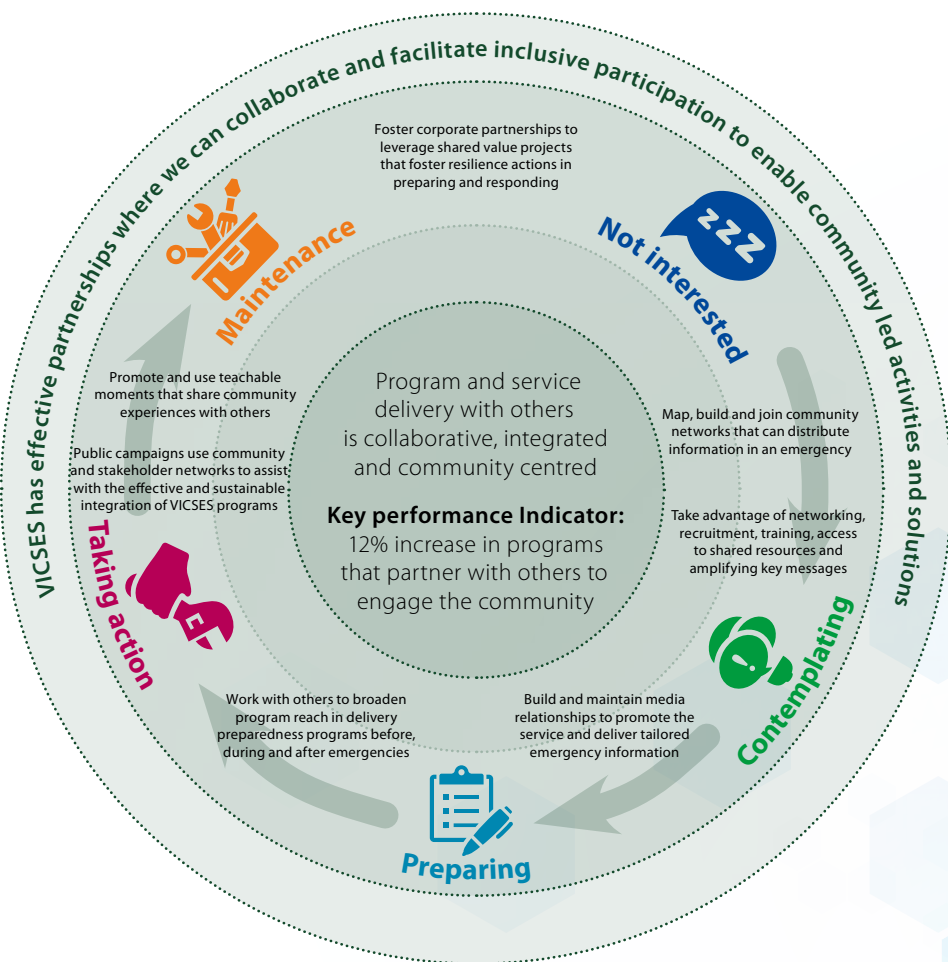 VICSES has effective partnerships where we can collaborate and facilitate inclusive participation to enable community led activities and solutions
Foster corporate partnerships to
leverage shared value projects
that foster resilience actions in
preparing and responding
zzz
Not interested
Map, build and join community
networks that can distribute
information in an emergency
Take advantage of networking,
recruitment, training, access
to shared resources and
amplifying key messages
Contemplating
Build and maintain media
relationships to promote the
service and deliver tailored
emergency information
Preparing
Work with others to broaden
program reach in delivery
preparedness programs before,
during and after emergencies
Taking action
Public campaigns use community
and stakeholder networks to assist
with the effective and sustainable
integration of VICSES programs
Promote and use teachable
moments that share community
experiences with others
Maintenance
Program and service
delivery with others
is collaborative, integrated
and community centred
Key performance Indicator:
12% increase in programs
that partner with others to
engage the community